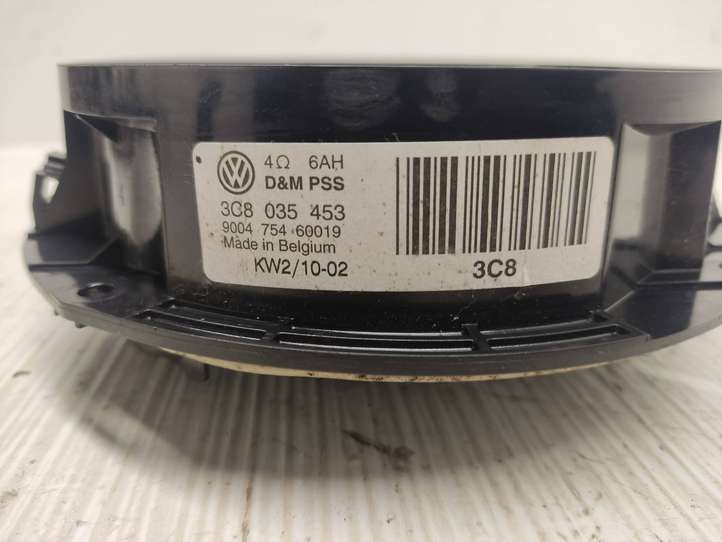 4Ω 6AH
D&M PSS
3C8 035 453
9004 754 60019
Made in Belgium
KW2/10-02
3C8